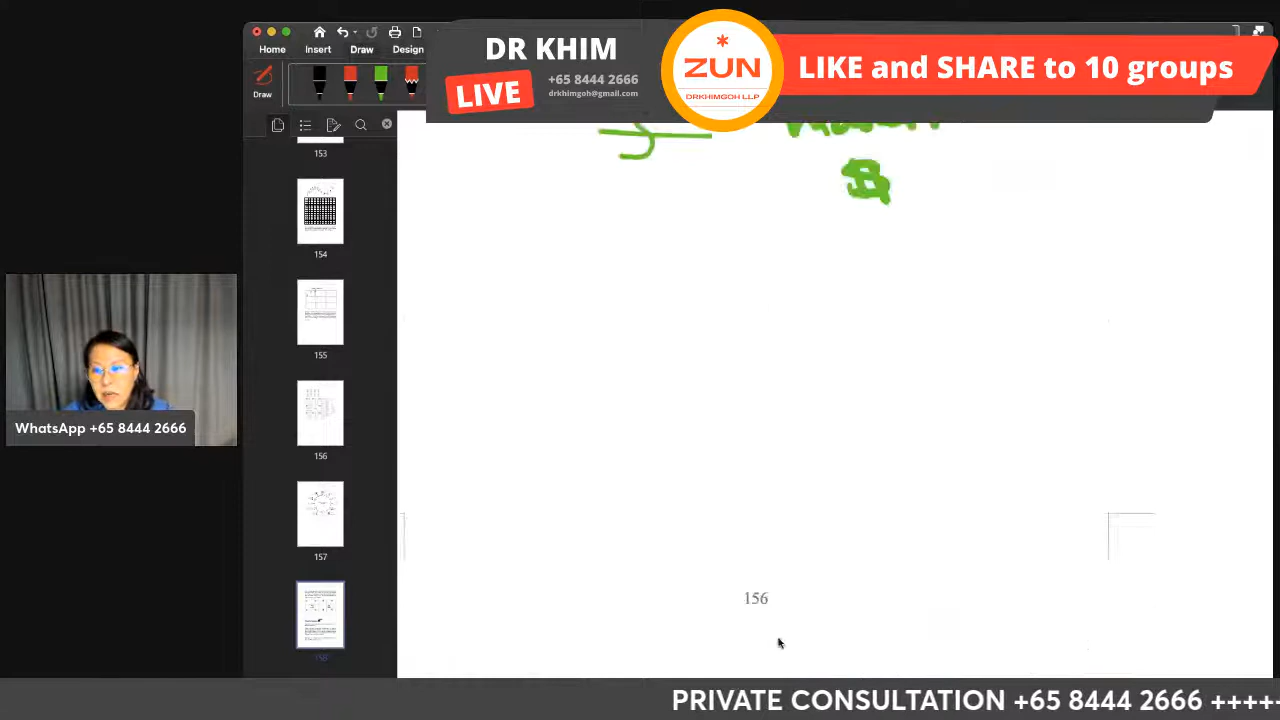 DR KHIM
LIVE
+65 8444 2666
drkhimgoh@gmail.com
ZUN
DRKHIMGOH LLP
LIKE and SHARE to 10 groups
Home
Insert
Draw
Design
Draw
153
154
155
156
157
158
$
156
WhatsApp +65 8444 2666
PRIVATE CONSULTATION +65 8444 2666 +++++